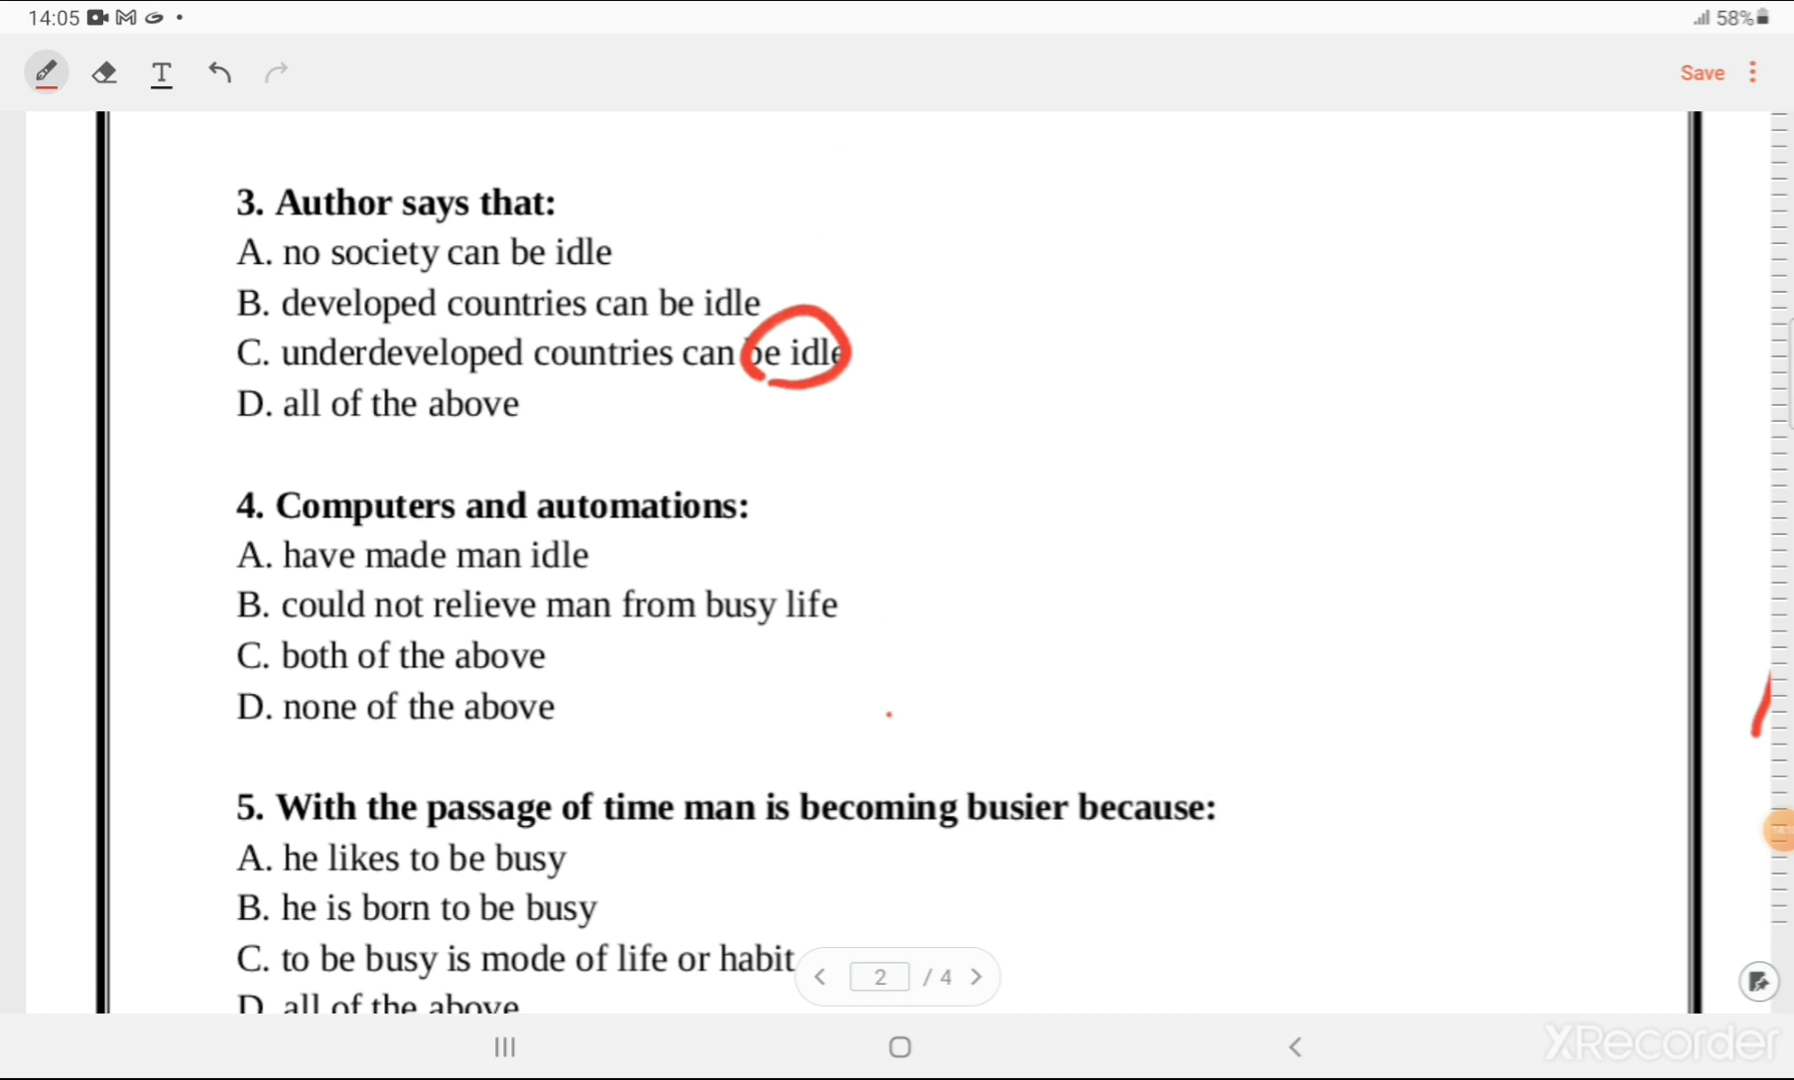 14:05
58%
T
Save
3. Author says that:
A. no society can be idle
B. developed countries can be idle
C. underdeveloped countries can be idle
D. all of the above
4. Computers and automations:
A. have made man idle
B. could not relieve man from busy life
C. both of the above
D. none of the above
5. With the passage of time man is becoming busier because:
A. he likes to be busy
B. he is born to be busy
C. to be busy is mode of life or habit
D. all of the above
2 / 4
XRecorder